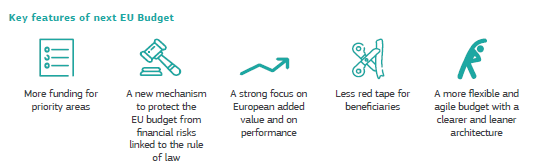 Key features of next EU Budget
More funding for
priority areas
A new mechanism
to protect the
EU budget from
financial risks
linked to the rule
of law
A strong focus on
European added
value and on
performance
Less red tape for
beneficiaries
A more flexible and
agile budget with a
clearer and leaner
architecture